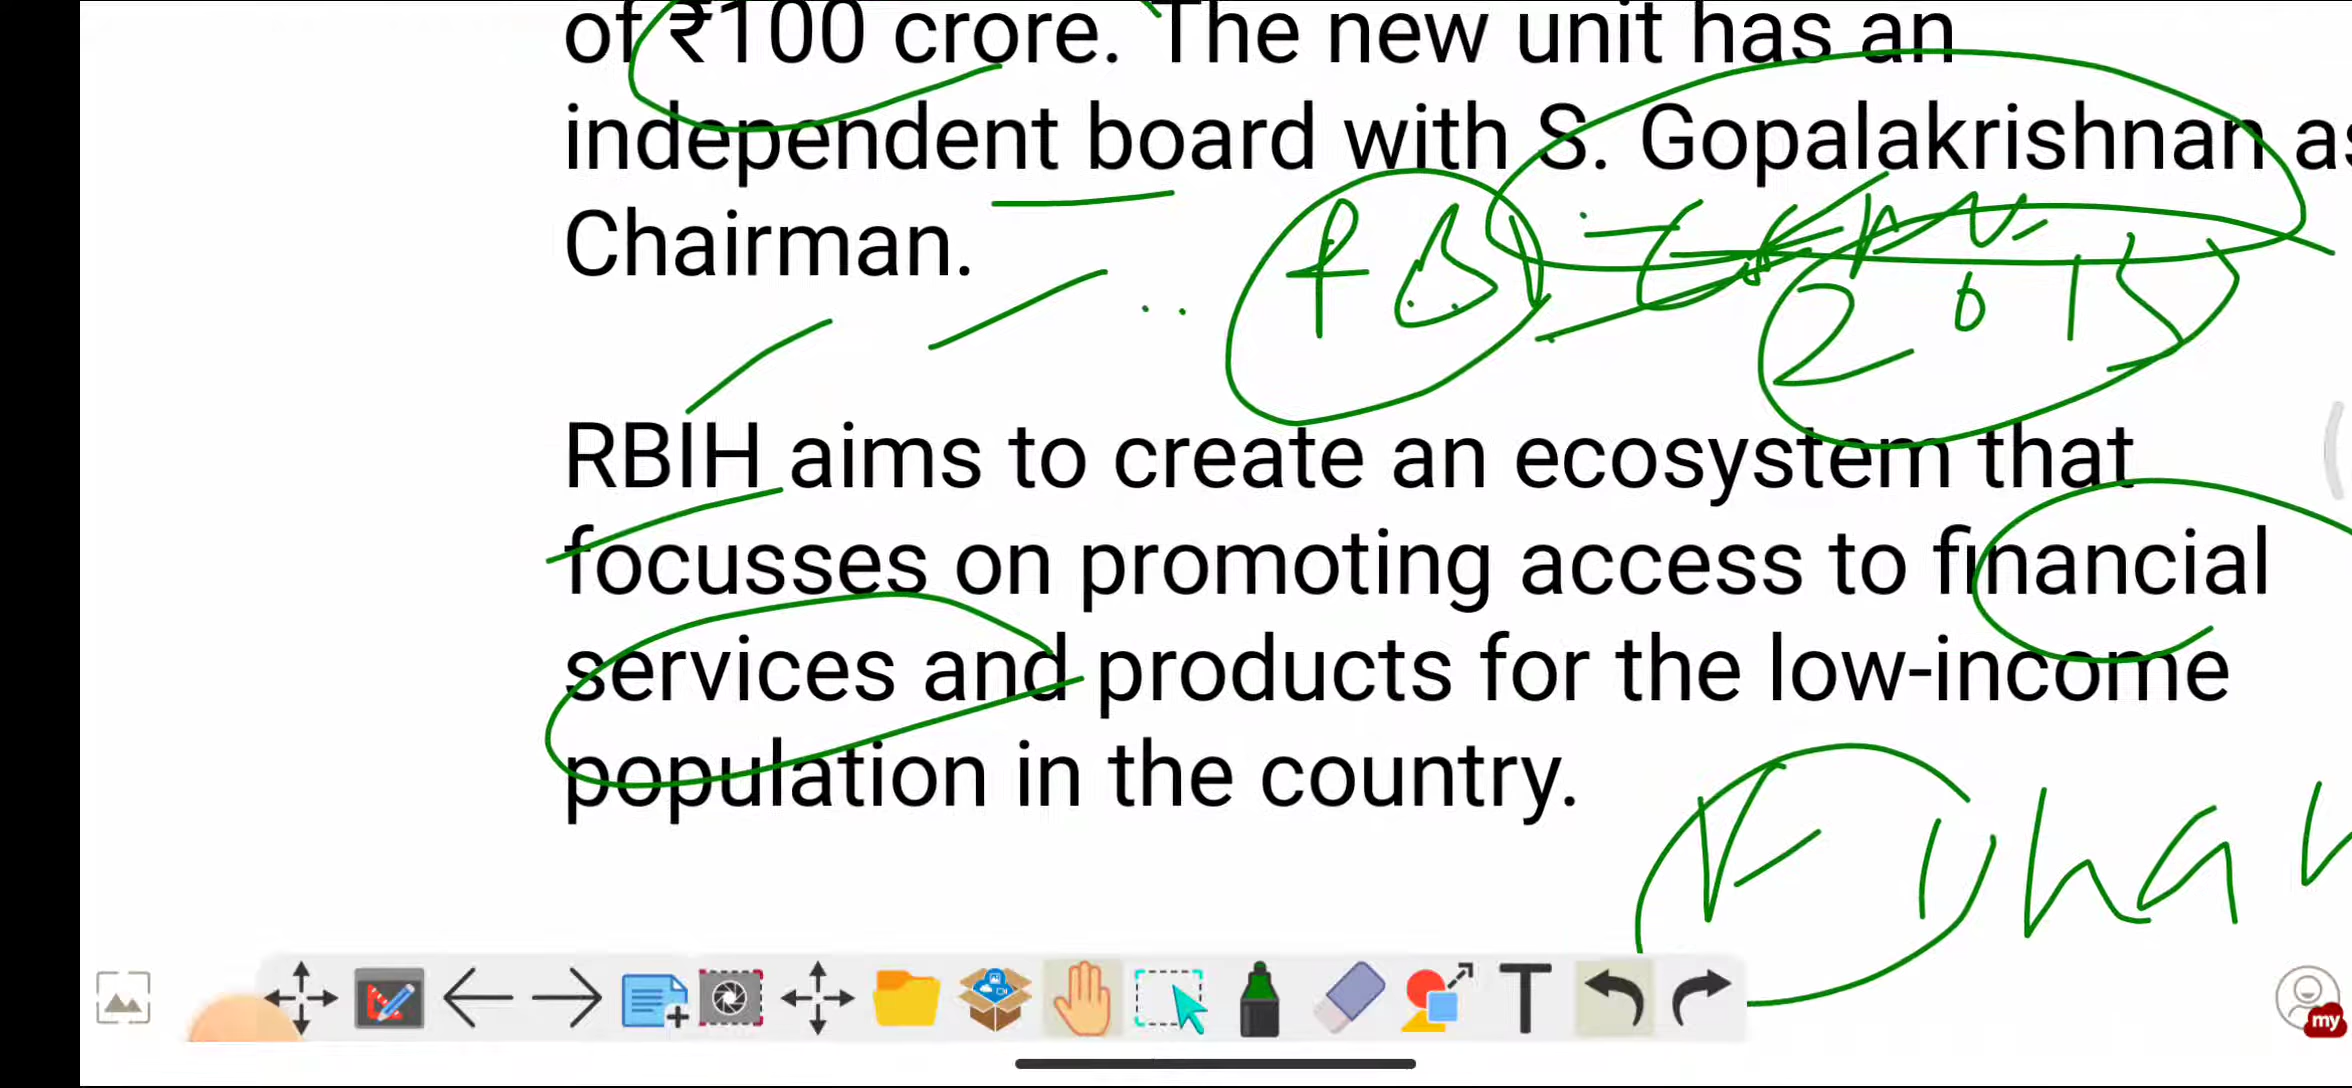 of ₹100 crore. The new unit has an
independent board with S. Gopalakrishnan as
Chairman.
2015
RBIH aims to create an ecosystem that
focusses on promoting access to financial
services and products for the low-income
population in the country.
T
my